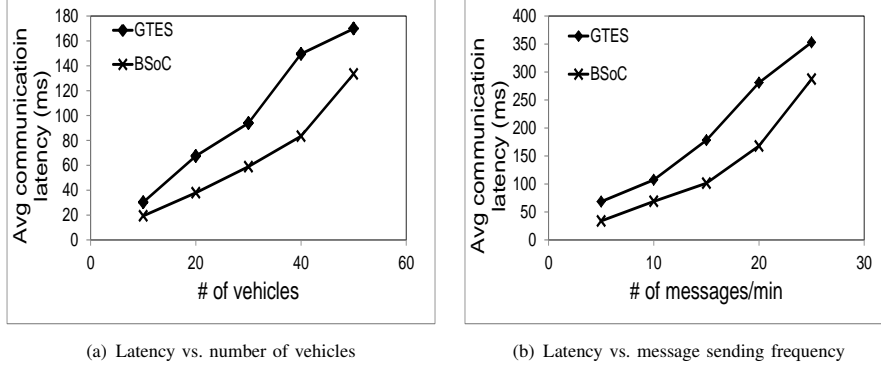 180
160
140
120
100
80
60
40
20
0
Avg communicatioin
latency (ms)
GTES
BSoC
0 20 40 60
# of vehicles
(a) Latency vs. number of vehicles
400
350
300
250
200
150
100
50
0
Avg communicatioin
latency (ms)
GTES
BSoC
0 10 20 30
# of messages/min
(b) Latency vs. message sending frequency